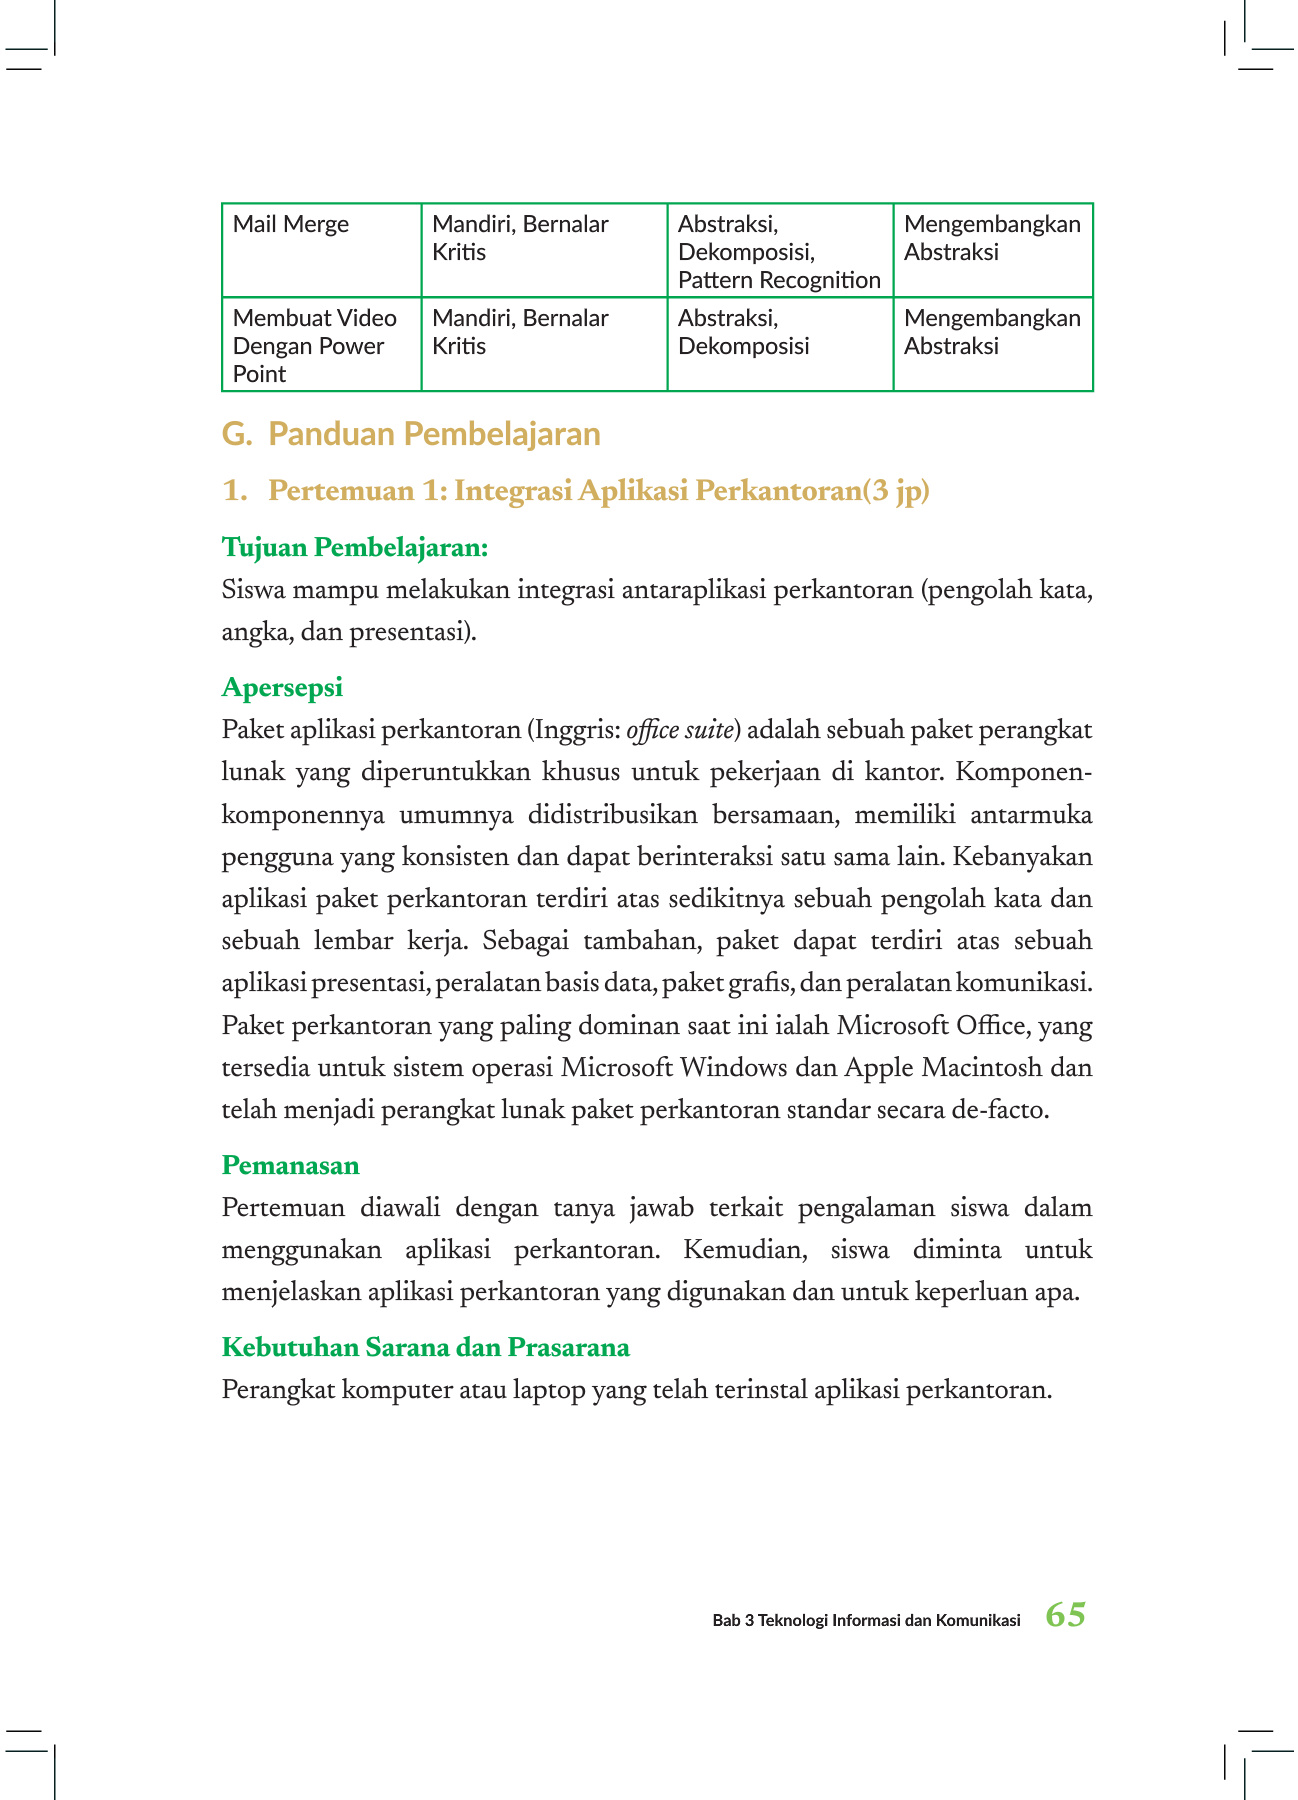 Mail Merge
Mandiri, Bernalar
Kritis
Abstraksi,
Dekomposisi,
Pattern Recognition
Mengembangkan
Abstraksi
Membuat Video
Dengan Power
Point
Mandiri, Bernalar
Kritis
Abstraksi,
Dekomposisi
Mengembangkan
Abstraksi
G. Panduan Pembelajaran
1. Pertemuan 1: Integrasi Aplikasi Perkantoran(3 jp)
Tujuan Pembelajaran:
Siswa mampu melakukan integrasi antaraplikasi perkantoran (pengolah kata,
angka, dan presentasi).
Apersepsi
Paket aplikasi perkantoran (Inggris: office suite) adalah sebuah paket perangkat
lunak yang diperuntukkan khusus untuk pekerjaan di kantor. Komponen-
komponennya umumnya didistribusikan bersamaan, memiliki antarmuka
pengguna yang konsisten dan dapat berinteraksi satu sama lain. Kebanyakan
aplikasi paket perkantoran terdiri atas sedikitnya sebuah pengolah kata dan
sebuah lembar kerja. Sebagai tambahan, paket dapat terdiri atas sebuah
aplikasi presentasi, peralatan basis data, paket grafis, dan peralatan komunikasi.
Paket perkantoran yang paling dominan saat ini ialah Microsoft Office, yang
tersedia untuk sistem operasi Microsoft Windows dan Apple Macintosh dan
telah menjadi perangkat lunak paket perkantoran standar secara de-facto.
Pemanasan
Pertemuan diawali dengan tanya jawab terkait pengalaman siswa dalam
menggunakan aplikasi perkantoran. Kemudian, siswa diminta untuk
menjelaskan aplikasi perkantoran yang digunakan dan untuk keperluan apa.
Kebutuhan Sarana dan Prasarana
Perangkat komputer atau laptop yang telah terinstal aplikasi perkantoran.
Bab 3 Teknologi Informasi dan Komunikasi 65